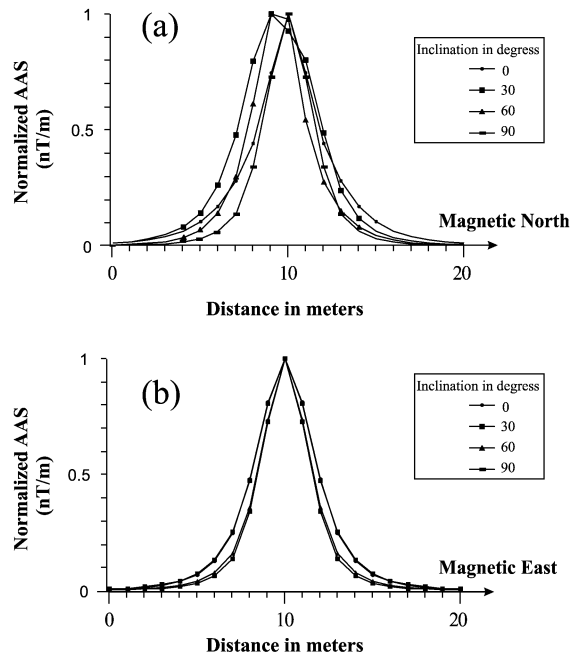 (a)
Normalized AAS
(nT/m)
1
0.5
0
Inclination in degress
0
30
60
90
Magnetic North
0
10
20
Distance in meters
(b)
Normalized AAS
(nT/m)
1
0.5
0
Inclination in degress
0
30
60
90
Magnetic East
0
10
20
Distance in meters